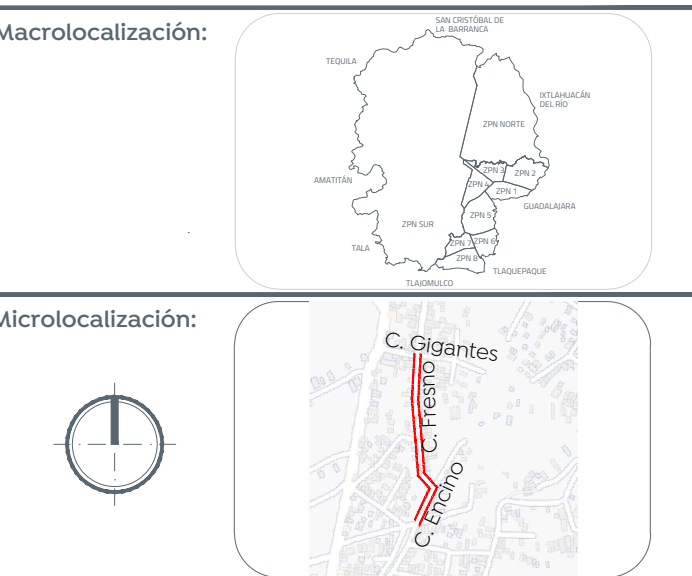 Macrolocalización:
SAN CRISTÓBAL DE
LA BARRANCA
TEQUILA
IXTLAHUACÁN
DEL RÍO
ZPN NORTE
ZPN 3
ZPN 2
AMATITÁN
ZPN 4
ZPN 1
GUADALAJARA
ZPN 5
ZPN SUR
ZPN 7
ZPN 6
TALA
ZPN 8
TLAQUEPAQUE
TLAJOMULCO
Microlocalización:
C. Gigantes
C. Fresno
C. Encino